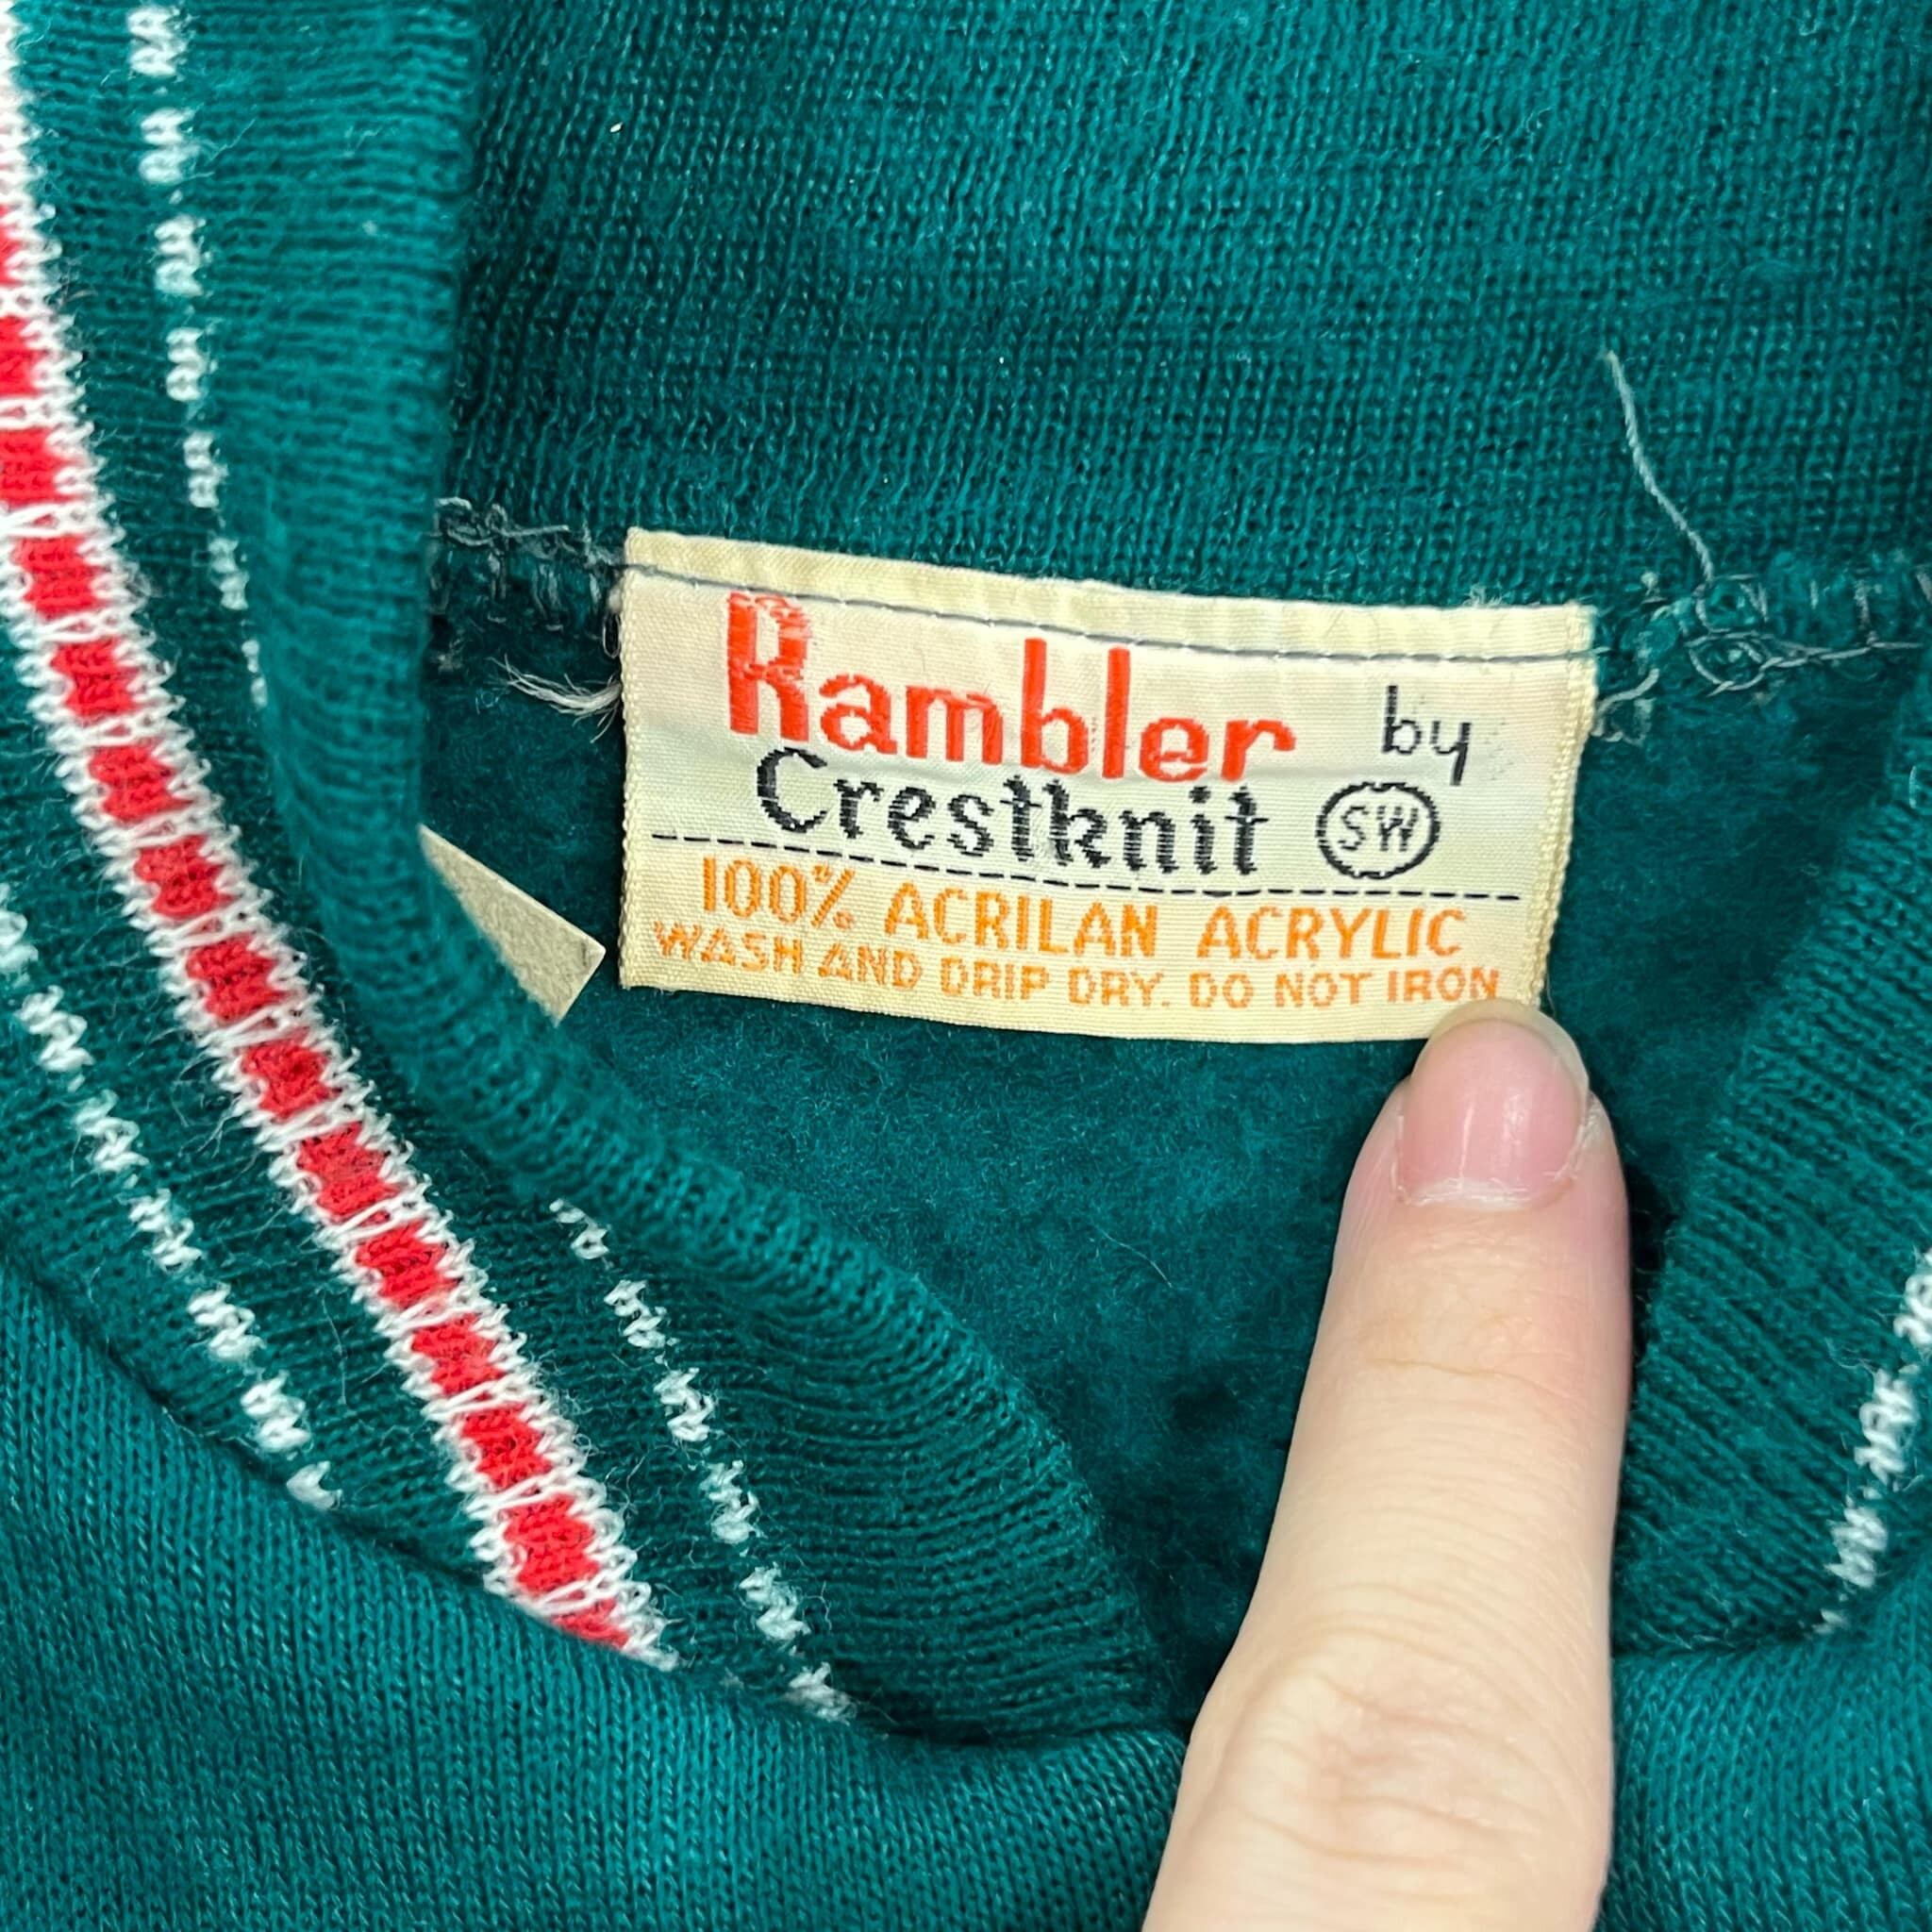 Rambler by
Crestknit SW
100% ACRILAN ACRYLIC
WASH AND DRIP DRY. DO NOT IRON